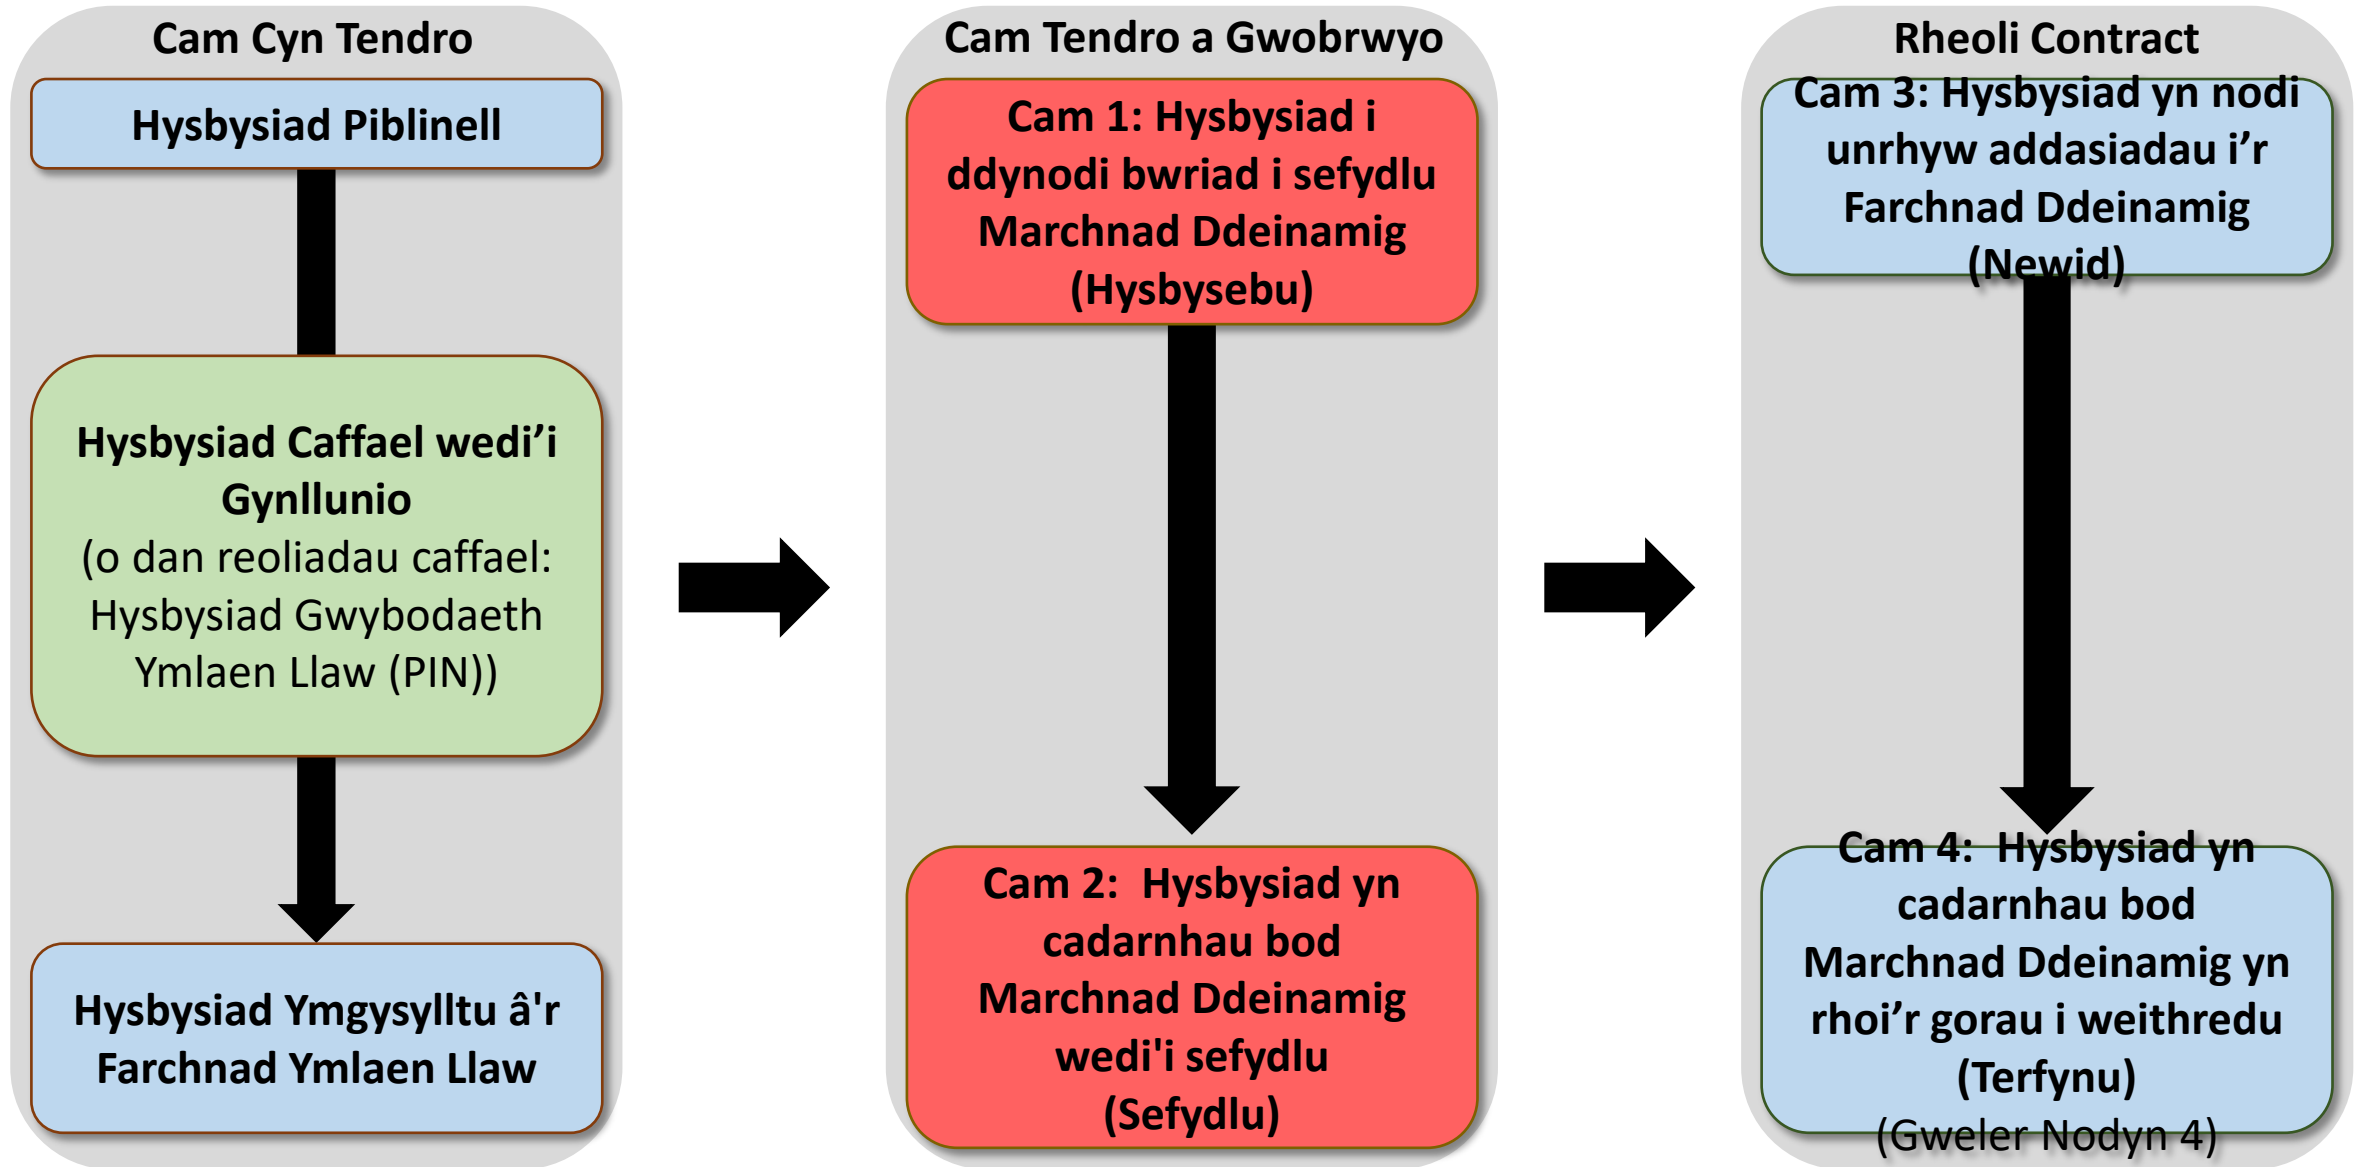 Cam Cyn Tendro
Hysbysiad Piblinell
Hysbysiad Caffael wedi’i
Gynllunio
(o dan reoliadau caffael:
Hysbysiad Gwybodaeth
Ymlaen Llaw (PIN))
Hysbysiad Ymgysylltu â'r
Farchnad Ymlaen Llaw
Cam Tendro a Gwobrwyo
Cam 1: Hysbysiad i
ddynodi bwriad i sefydlu
Marchnad Ddeinamig
(Hysbysebu)
Cam 2:  Hysbysiad yn
cadarnhau bod
Marchnad Ddeinamig
wedi'i sefydlu
(Sefydlu)
Rheoli Contract
Cam 3: Hysbysiad yn nodi
unrhyw addasiadau i’r
Farchnad Ddeinamig
(Newid)
Cam 4:  Hysbysiad yn
cadarnhau bod
Marchnad Ddeinamig yn
rhoi’r gorau i weithredu
(Terfynu)
(Gweler Nodyn 4)